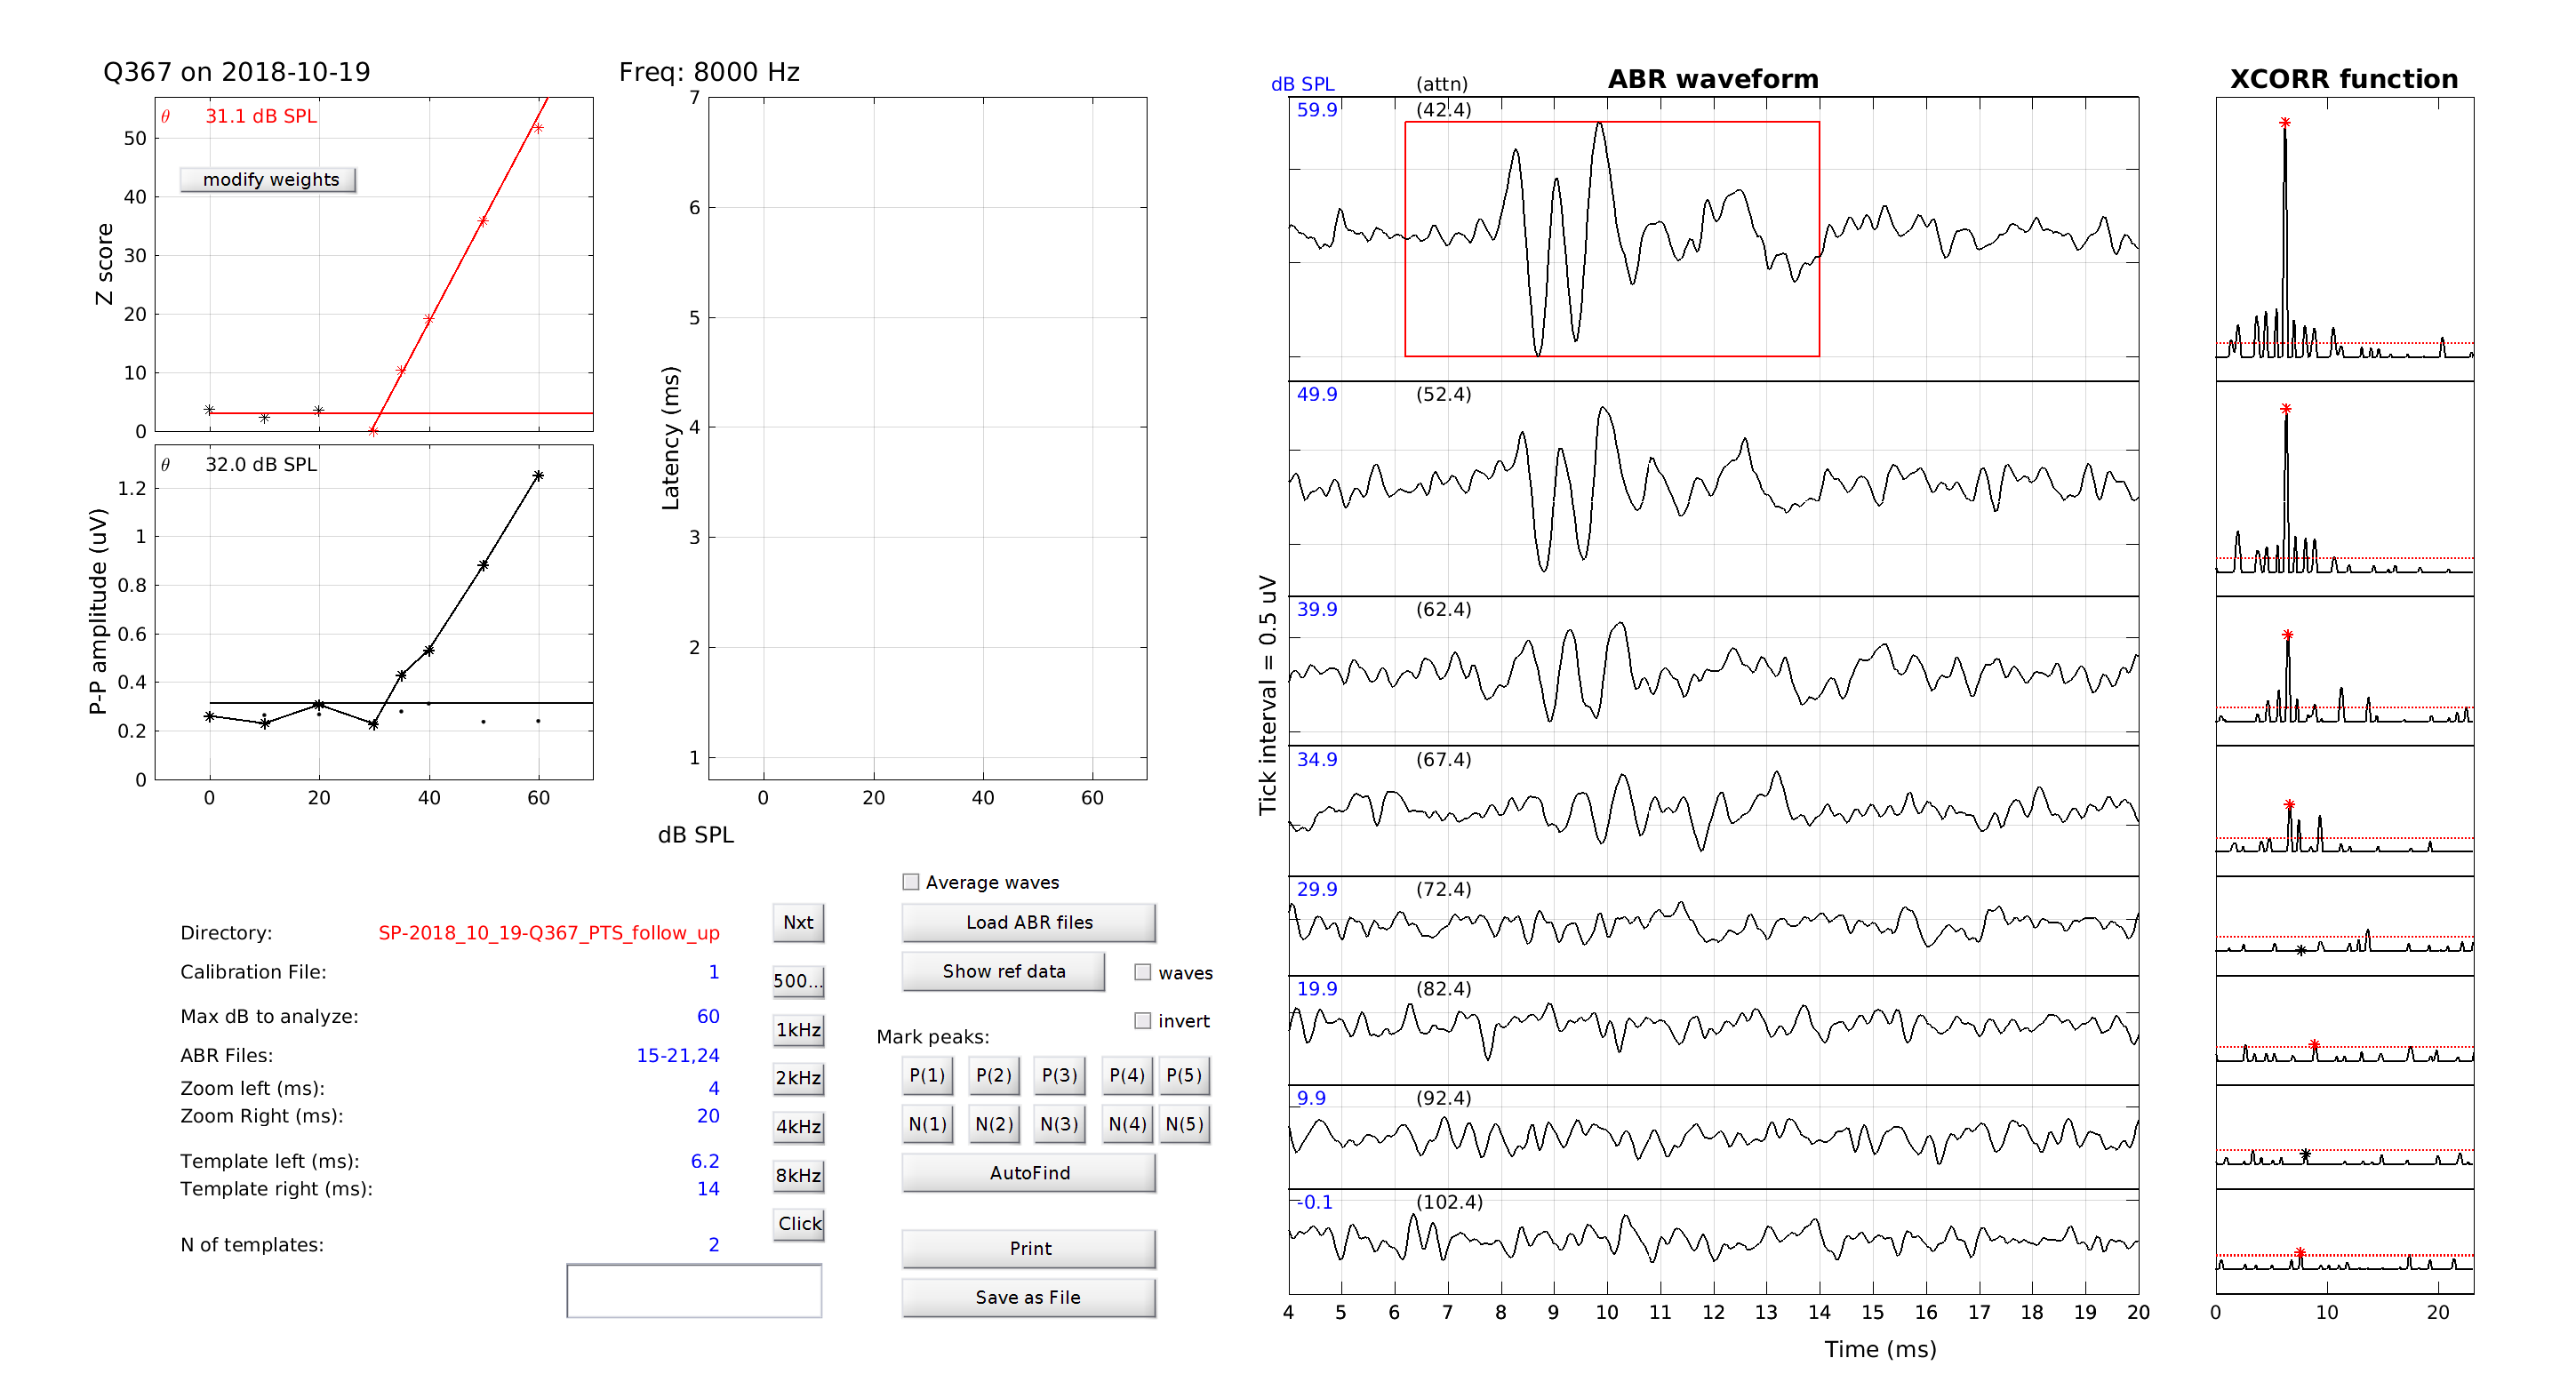 Q367 on 2018-10-19
θ 31.1 dB SPL
modify weights
50
40
30
20
10
0
Z score
θ 32.0 dB SPL
1.2
1
0.8
0.6
0.4
0.2
0
P-P amplitude (uV)
0 20 40 60
Freq: 8000 Hz
7
6
5
4
3
2
1
Latency (ms)
0 20 40 60
dB SPL
Directory: SP-2018_10_19-Q367_PTS_follow_up
Calibration File: 1
Max dB to analyze: 60
ABR Files: 15-21,24
Zoom left (ms): 4
Zoom Right (ms): 20
Template left (ms): 6.2
Template right (ms): 14
N of templates: 2
Nxt
500...
1kHz
2kHz
4kHz
8kHz
Click
Average waves
Load ABR files
Show ref data
waves
invert
Mark peaks:
P(1) P(2) P(3) P(4) P(5)
N(1) N(2) N(3) N(4) N(5)
AutoFind
Print
Save as File
dB SPL (attn) ABR waveform
59.9 (42.4)
49.9 (52.4)
39.9 (62.4)
34.9 (67.4)
29.9 (72.4)
19.9 (82.4)
9.9 (92.4)
-0.1 (102.4)
Tick interval = 0.5 uV
4 5 6 7 8 9 10 11 12 13 14 15 16 17 18 19 20
Time (ms)
XCORR function
0 10 20